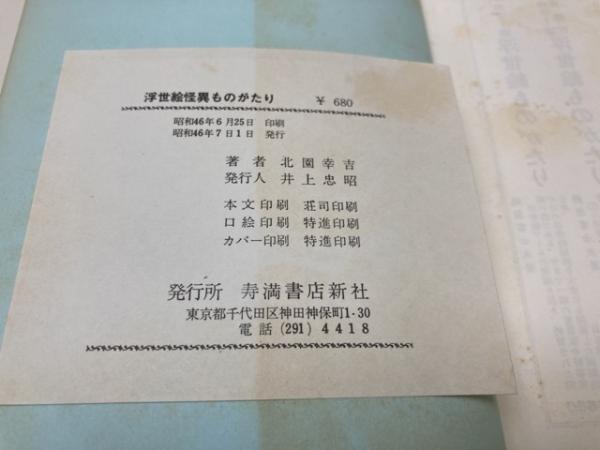 浮世絵怪異ものがたり ¥ 680
昭和46年6月25日 印刷
昭和46年7月1日 発行
著者 北園幸吉
発行人 井上忠昭
本文印刷 荘司印刷
口絵印刷 特進印刷
カバー印刷 特進印刷
発行所 寿満書店新社
東京都千代田区神田神保町1·30
電話 (291) 4418